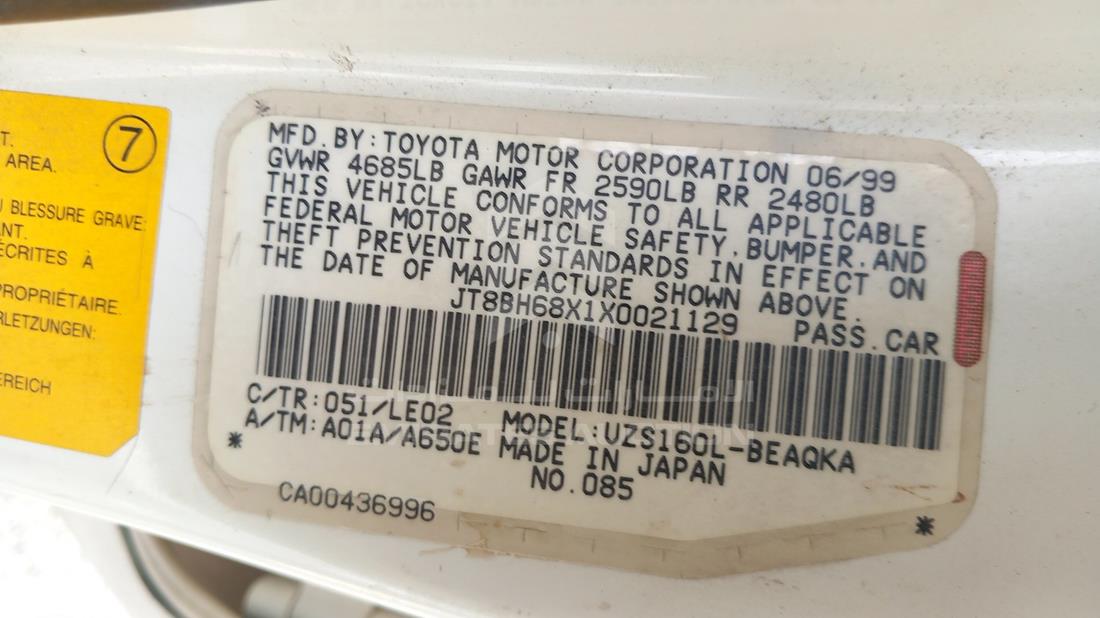 MFD.BY:TOYOTA MOTOR CORPORATION 06/99
GVWR 4685LB GAWR FR 2590LB RR 2480LB
THIS VEHICLE CONFORMS TO ALL APPLICABLE
FEDERAL MOTOR VEHICLE SAFETY,BUMPER,AND
THEFT PREVENTION STANDARDS IN EFFECT ON
THE DATE OF MANUFACTURE SHOWN ABOVE.
JT8BH68X1X0021129 PASS.CAR
C/TR:051/LE02 MODEL:UZS160L-BEAQKA
A/TM:A01A/A650E MADE IN JAPAN
NO.085
CA00436996
7
T.
AREA.
U BLESSURE GRAVE:
ANT.
ÉCRITES À
PROPRIÉTAIRE.
RLETZUNGEN:
EREICH
الإمارات للمزادات